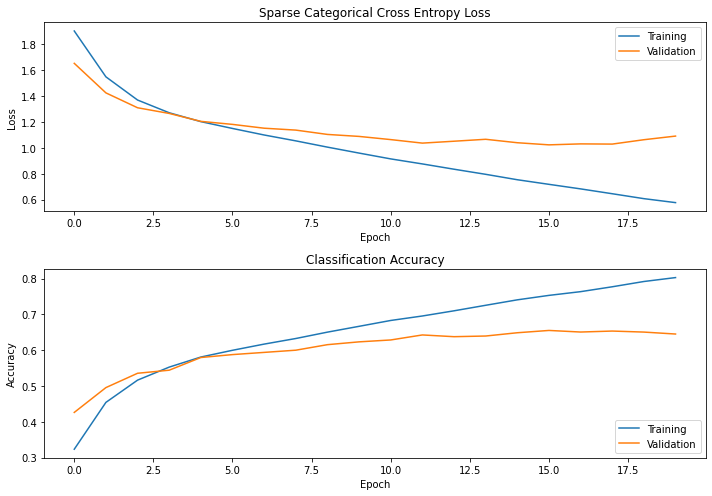 Sparse Categorical Cross Entropy Loss
1.8
1.6
1.4
1.2
1.0
0.8
0.6
Loss
Training
Validation
0.0 2.5 5.0 7.5 10.0 12.5 15.0 17.5
Epoch
Classification Accuracy
0.8
0.7
0.6
0.5
0.4
0.3
Accuracy
Training
Validation
0.0 2.5 5.0 7.5 10.0 12.5 15.0 17.5
Epoch